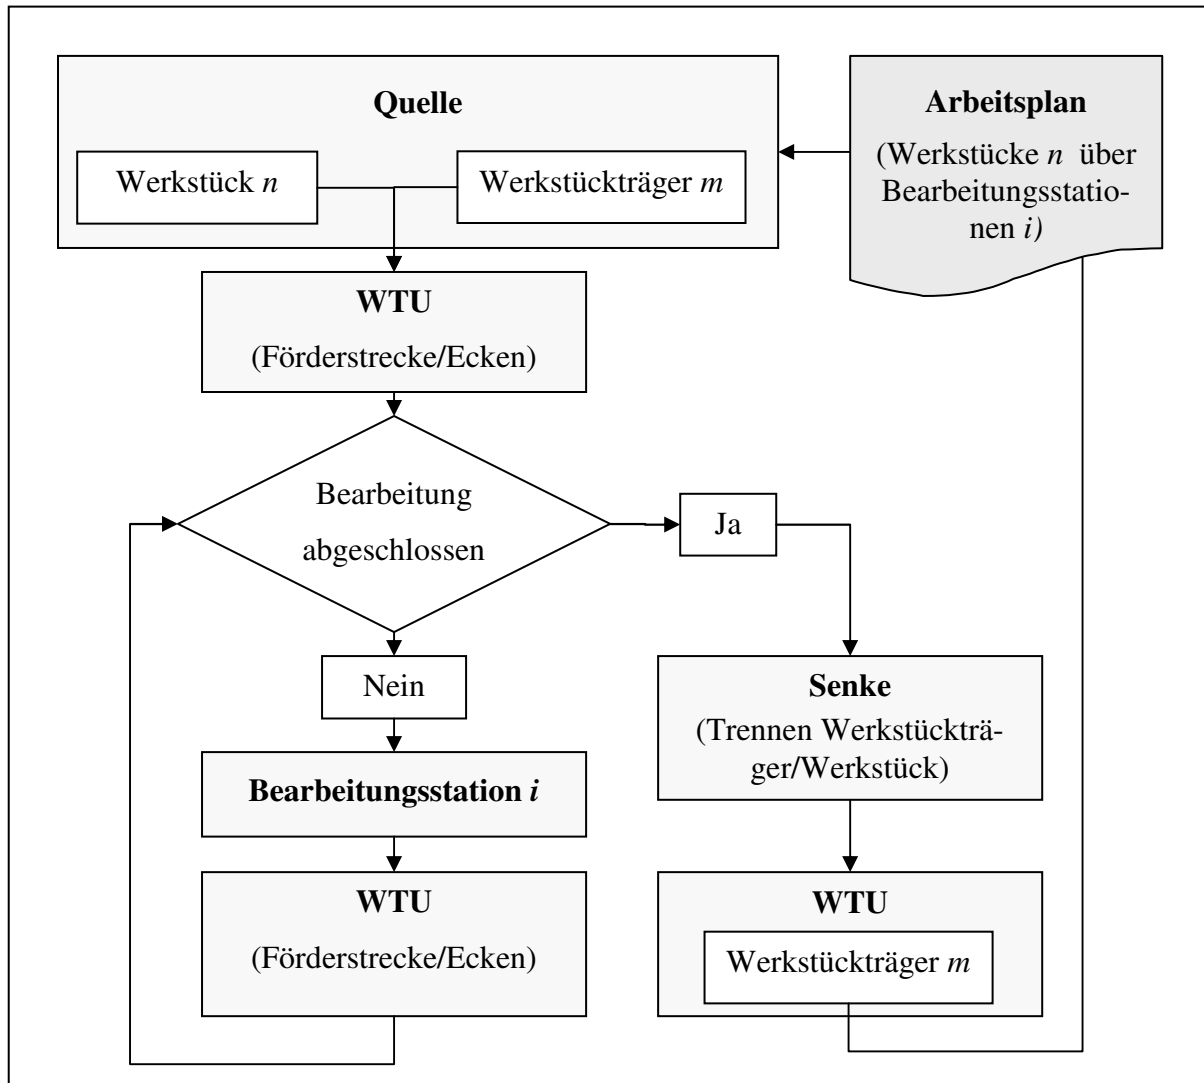 Quelle
Werkstück n
Werkstückträger m
Arbeitsplan
(Werkstücke n über
Bearbeitungsstatio-
nen i)
WTU
(Förderstrecke/Ecken)
Bearbeitung
abgeschlossen
Ja
Nein
Senke
(Trennen Werkstückträ-
ger/Werkstück)
Bearbeitungsstation i
WTU
(Förderstrecke/Ecken)
WTU
Werkstückträger m